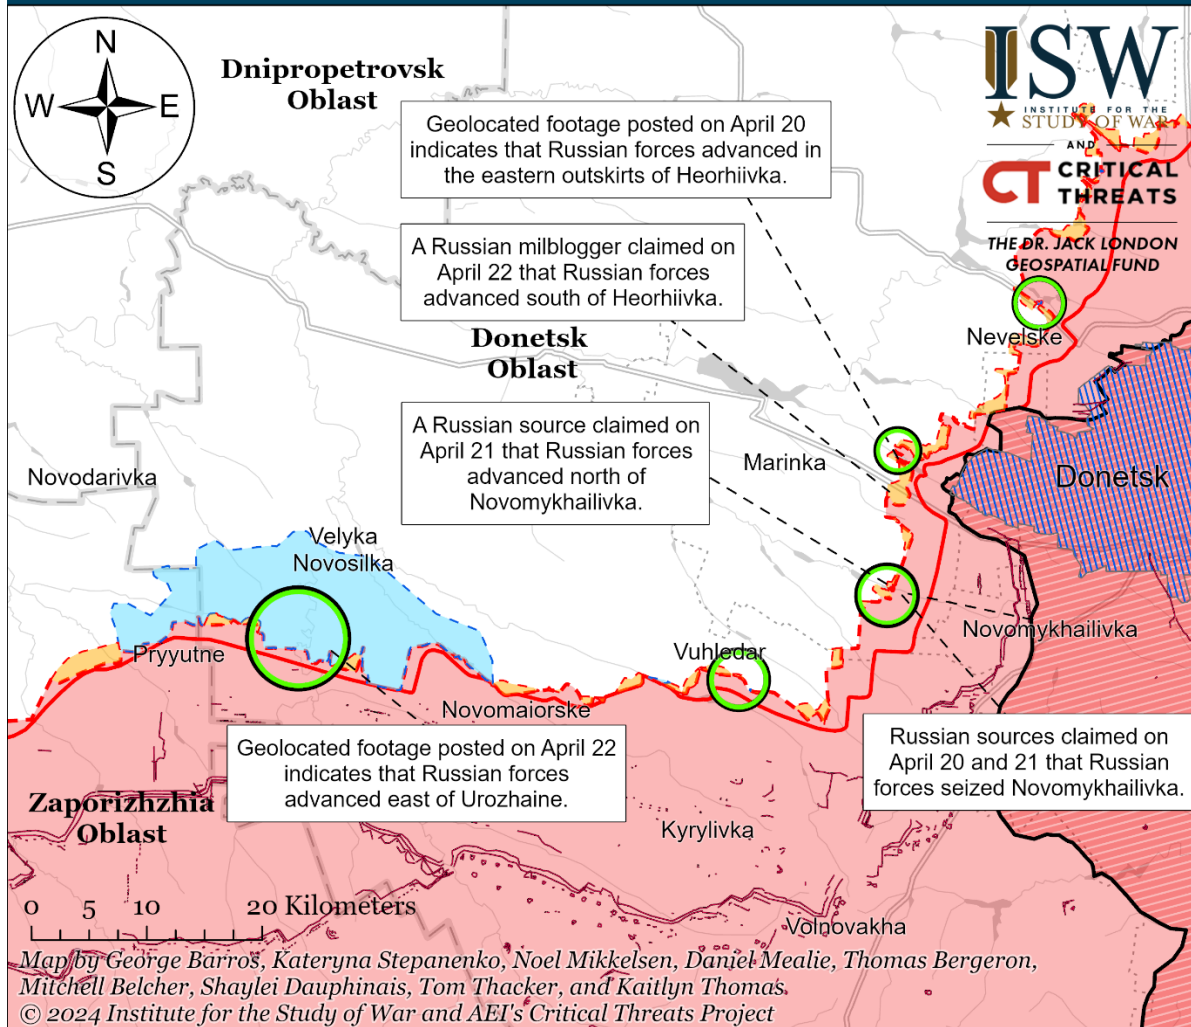 N
W E
S
Dnipropetrovsk
Oblast
ISW
INSTITUTE FOR THE
STUDY OF WAR
AND
CT CRITICAL
THREATS
THE DR. JACK LONDON
GEOSPATIAL FUND
Geolocated footage posted on April 20
indicates that Russian forces advanced in
the eastern outskirts of Heorhiivka.
A Russian milblogger claimed on
April 22 that Russian forces
advanced south of Heorhiivka.
Donetsk
Oblast
Nevelske
A Russian source claimed on
April 21 that Russian forces
advanced north of
Novomykhailivka.
Marinka
Donetsk
Novodarivka
Velyka
Novosilka
Pryyutne
Vuhledar
Novomykhailivka
Novomaiorske
Geolocated footage posted on April 22
indicates that Russian forces
advanced east of Urozhaine.
Russian sources claimed on
April 20 and 21 that Russian
forces seized Novomykhailivka.
Zaporizhzhia
Oblast
Kyrylivka
Volnovakha
0 5 10 20 Kilometers
Map by George Barros, Kateryna Stepanenko, Noel Mikkelsen, Daniel Mealie, Thomas Bergeron,
Mitchell Belcher, Shaylei Dauphinais, Tom Thacker, and Kaitlyn Thomas
© 2024 Institute for the Study of War and AEI's Critical Threats Project